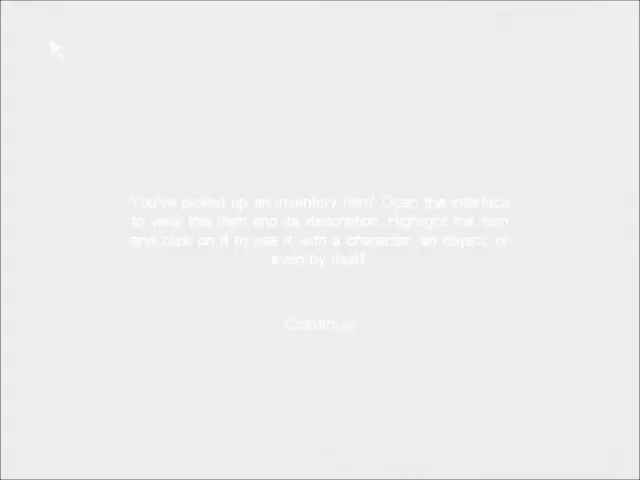 You've picked up an inventory item! Open the interface
to view this item and its description. Highlight the item
and click on it to use it with a character, an object, or
even by itself.
Continue